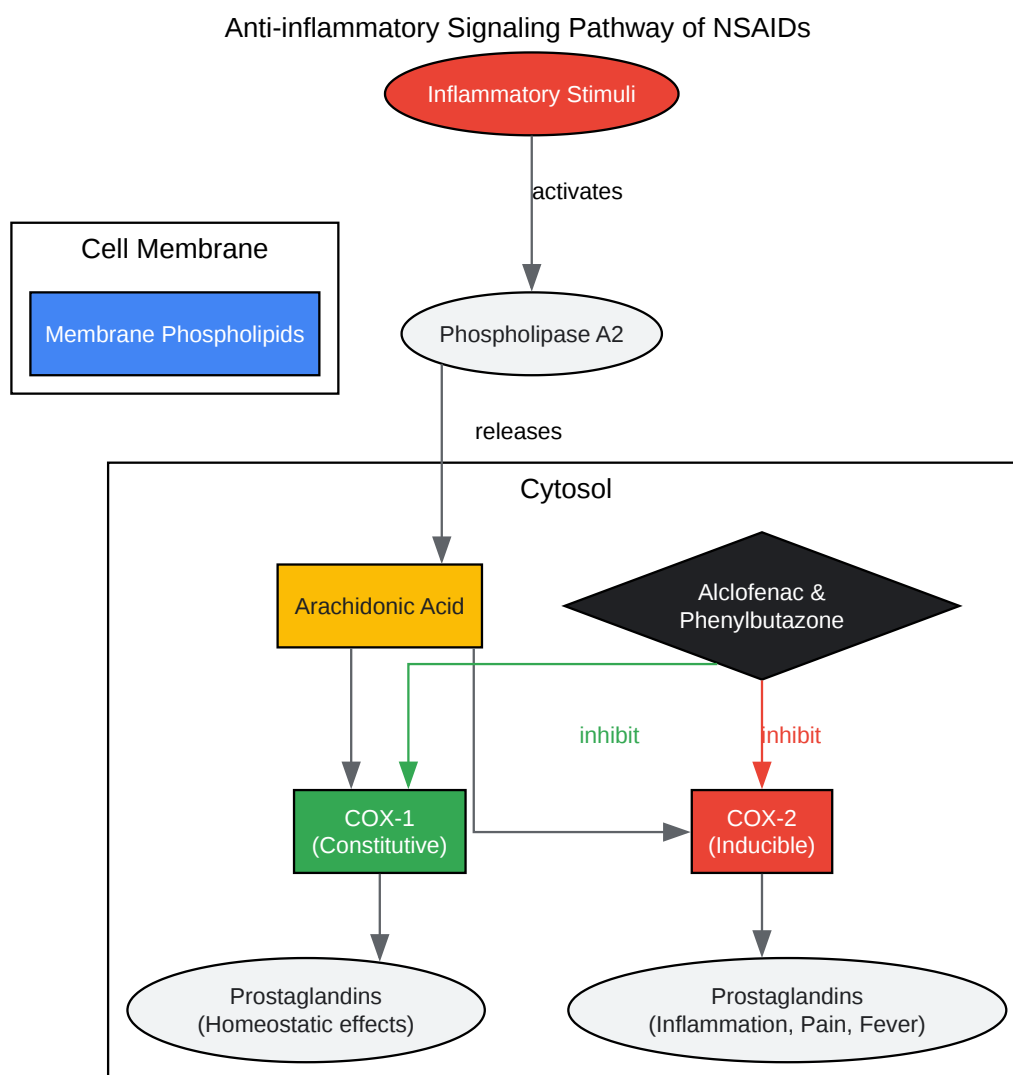 Anti-inflammatory Signaling Pathway of NSAIDs
Inflammatory Stimuli
activates
Cell Membrane
Membrane Phospholipids
Phospholipase A2
releases
Cytosol
Arachidonic Acid
Alclofenac &
Phenylbutazone
inhibit
inhibit
COX-1
(Constitutive)
COX-2
(Inducible)
Prostaglandins
(Homeostatic effects)
Prostaglandins
(Inflammation, Pain, Fever)